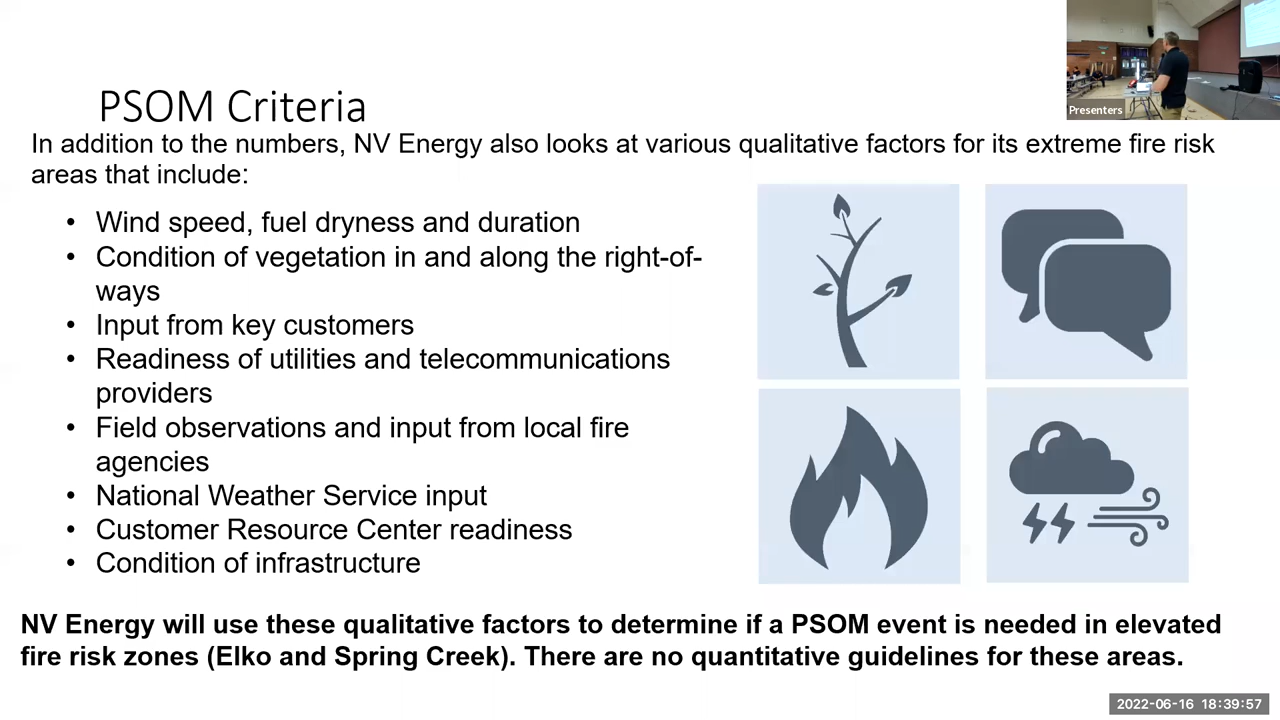 PSOM Criteria
Presenters
In addition to the numbers, NV Energy also looks at various qualitative factors for its extreme fire risk
areas that include:
• Wind speed, fuel dryness and duration
• Condition of vegetation in and along the right-of-
ways
• Input from key customers
• Readiness of utilities and telecommunications
providers
• Field observations and input from local fire
agencies
• National Weather Service input
• Customer Resource Center readiness
• Condition of infrastructure
NV Energy will use these qualitative factors to determine if a PSOM event is needed in elevated
fire risk zones (Elko and Spring Creek). There are no quantitative guidelines for these areas.
2022-06-16 18:39:57